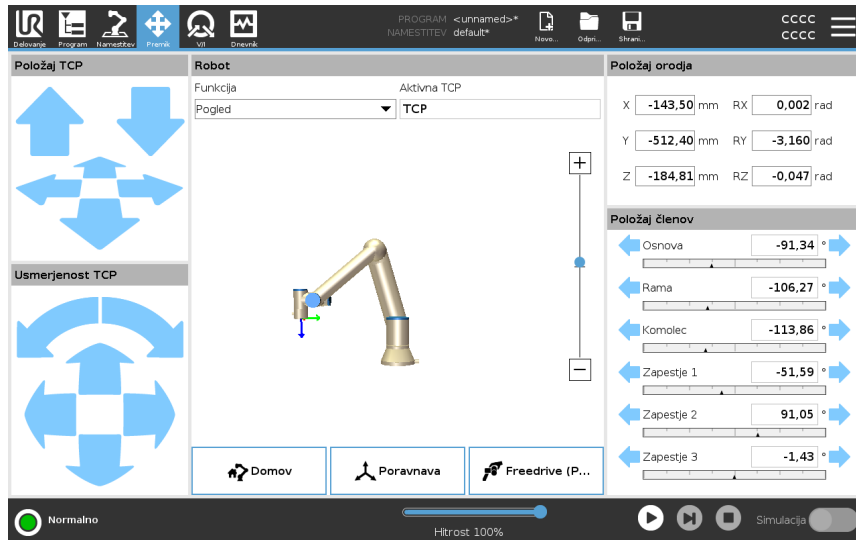 PROGRAM <unnamed>*
NAMESTITEV default*
CCCC
CCCC
Delovanje Program Namestitev Premik V/I Dnevnik Novo... Odpri... Shrani...
Položaj TCP
Usmerjenost TCP
Robot
Funkcija Aktivna TCP
Pogled TCP
+
−
Domov Poravnava Freedrive (P...
Položaj orodja
X -143,50 mm RX 0,002 rad
Y -512,40 mm RY -3,160 rad
Z -184,81 mm RZ -0,047 rad
Položaj členov
Osnova -91,34 °
Rama -106,27 °
Komolec -113,86 °
Zapestje 1 -51,59 °
Zapestje 2 91,05 °
Zapestje 3 -1,43 °
Normalno
Hitrost 100%
Simulacija